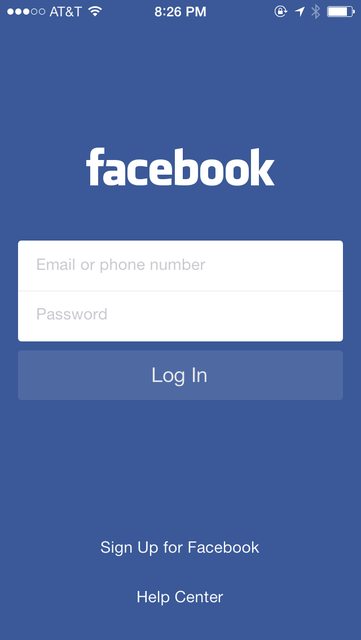 AT&T 8:26 PM
facebook
Email or phone number
Password
Log In
Sign Up for Facebook
Help Center